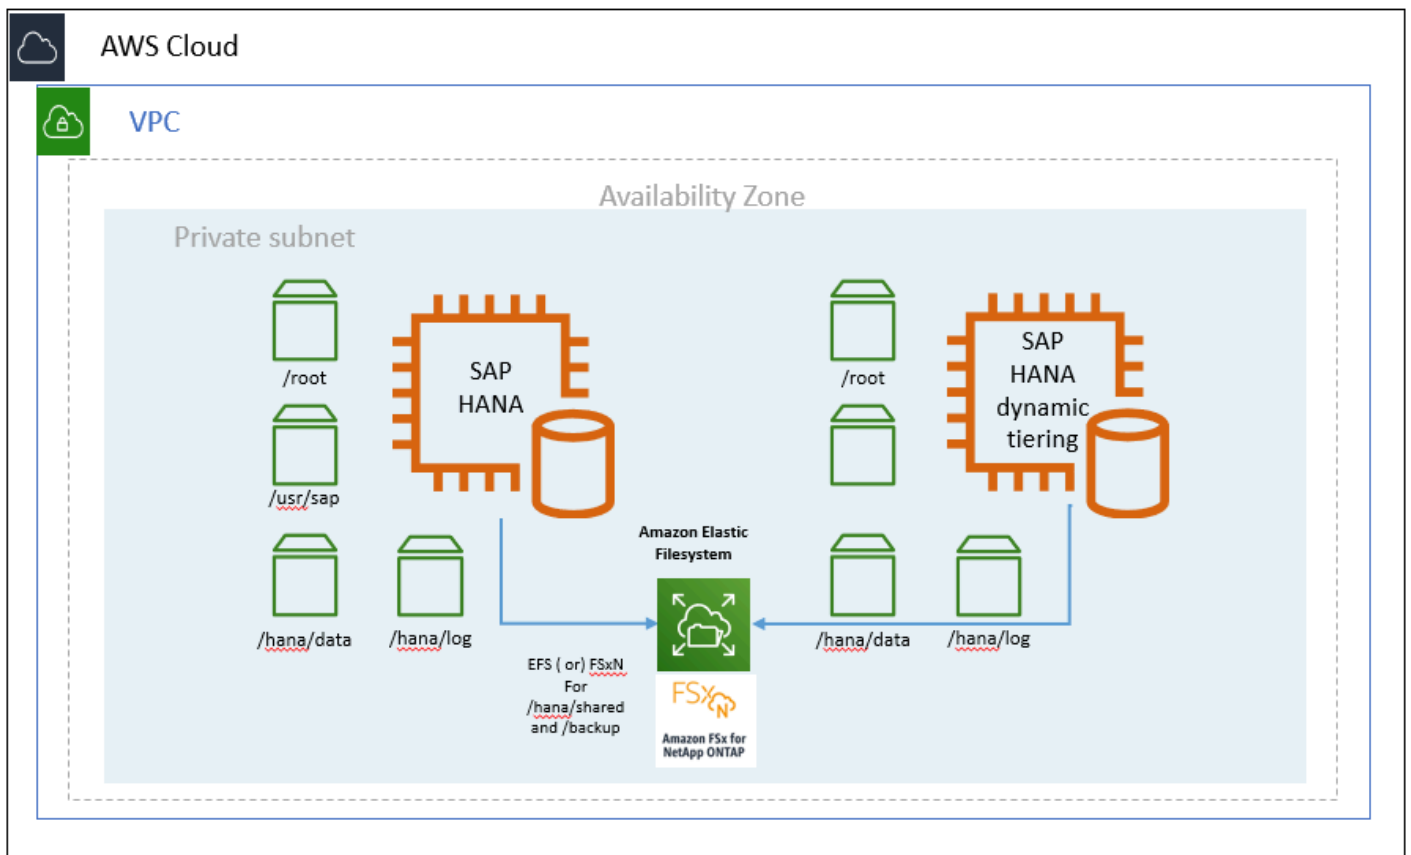 AWS Cloud
VPC
Availability Zone
Private subnet
/root
SAP
HANA
/usr/sap
/hana/data
/hana/log
/root
SAP
HANA
dynamic
tiering
/hana/data
/hana/log
Amazon Elastic
Filesystem
EFS ( or) FSxN
For
/hana/shared
and /backup
FSx
N
Amazon FSx for
NetApp ONTAP